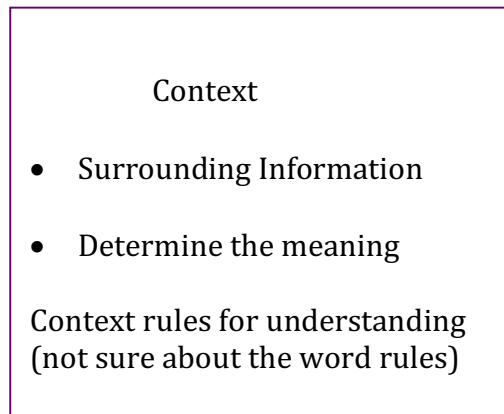 Context
• Surrounding Information
• Determine the meaning
Context rules for understanding
(not sure about the word rules)